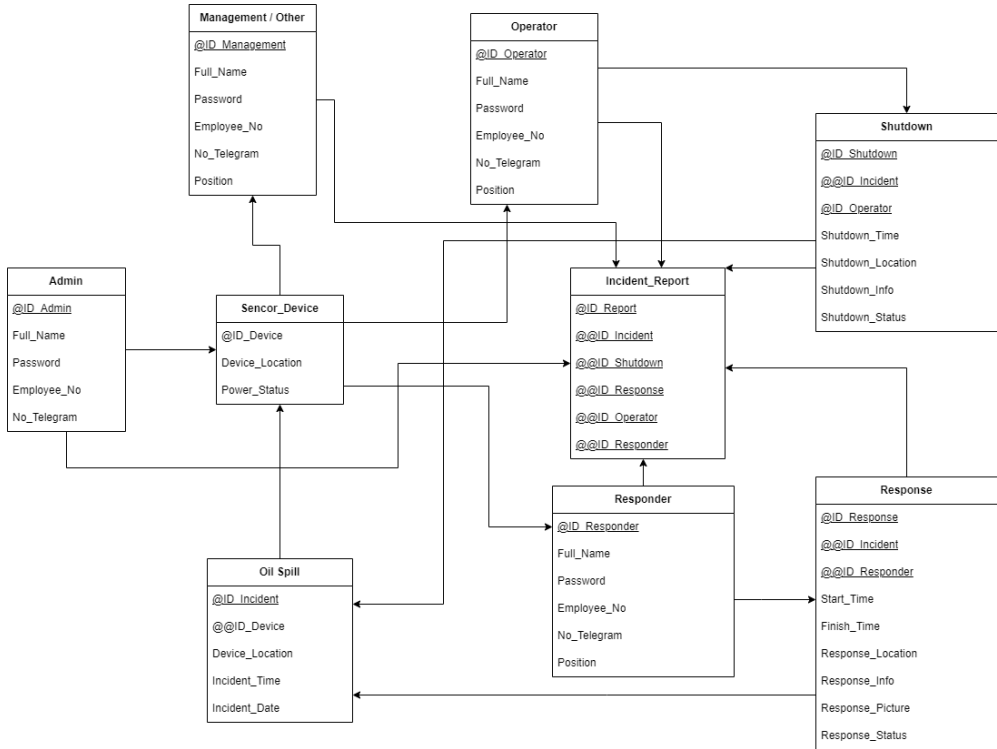 Management / Other
@ID_Management
Full_Name
Password
Employee_No
No_Telegram
Position
Operator
@ID_Operator
Full_Name
Password
Employee_No
No_Telegram
Position
Shutdown
@ID_Shutdown
@@ID_Incident
@ID_Operator
Shutdown_Time
Shutdown_Location
Shutdown_Info
Shutdown_Status
Admin
@ID_Admin
Full_Name
Password
Employee_No
No_Telegram
Sencor_Device
@ID_Device
Device_Location
Power_Status
Incident_Report
@ID_Report
@@ID_Incident
@@ID_Shutdown
@@ID_Response
@@ID_Operator
@@ID_Responder
Responder
@ID_Responder
Full_Name
Password
Employee_No
No_Telegram
Position
Response
@ID_Response
@@ID_Incident
@@ID_Responder
Start_Time
Finish_Time
Response_Location
Response_Info
Response_Picture
Response_Status
Oil Spill
@ID_Incident
@@ID_Device
Device_Location
Incident_Time
Incident_Date